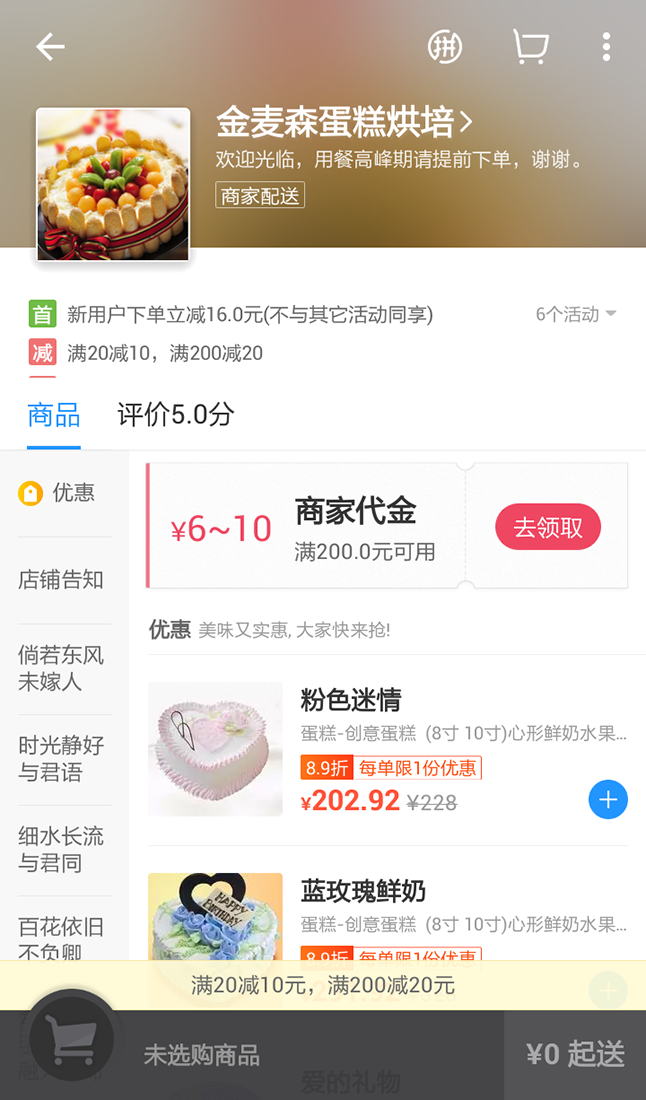 拼
金麦森蛋糕烘培
欢迎光临，用餐高峰期请提前下单，谢谢。
商家配送
首 新用户下单立减16.0元(不与其它活动同享) 6个活动
减 满20减10，满200减20
商品 评价5.0分
优惠
店铺告知
倘若东风
未嫁人
时光静好
与君语
细水长流
与君同
百花依旧
不负卿
¥6~10 商家代金 去领取
满200.0元可用
优惠 美味又实惠, 大家快来抢!
粉色迷情
蛋糕-创意蛋糕 (8寸 10寸)心形鲜奶水果...
8.9折 每单限1份优惠
¥202.92 ¥228
HAPPY
BIRTHDAY
蓝玫瑰鲜奶
蛋糕-创意蛋糕 (8寸 10寸)心形鲜奶水果...
8.9折 每单限1份优惠
满20减10元，满200减20元
未选购商品 ¥0 起送
爱的礼物